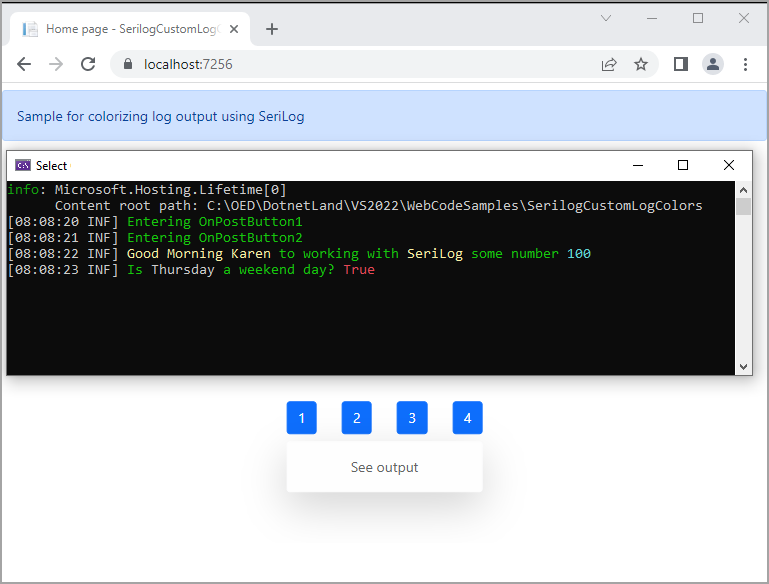 Home page - SerilogCustomLogC
localhost:7256
Sample for colorizing log output using SeriLog
C:\
Select
info: Microsoft.Hosting.Lifetime[0]
Content root path: C:\OED\DotnetLand\VS2022\WebCodeSamples\SerilogCustomLogColors
[08:08:20 INF] Entering OnPostButton1
[08:08:21 INF] Entering OnPostButton2
[08:08:22 INF] Good Morning Karen to working with SeriLog some number 100
[08:08:23 INF] Is Thursday a weekend day? True
1 2 3 4
See output